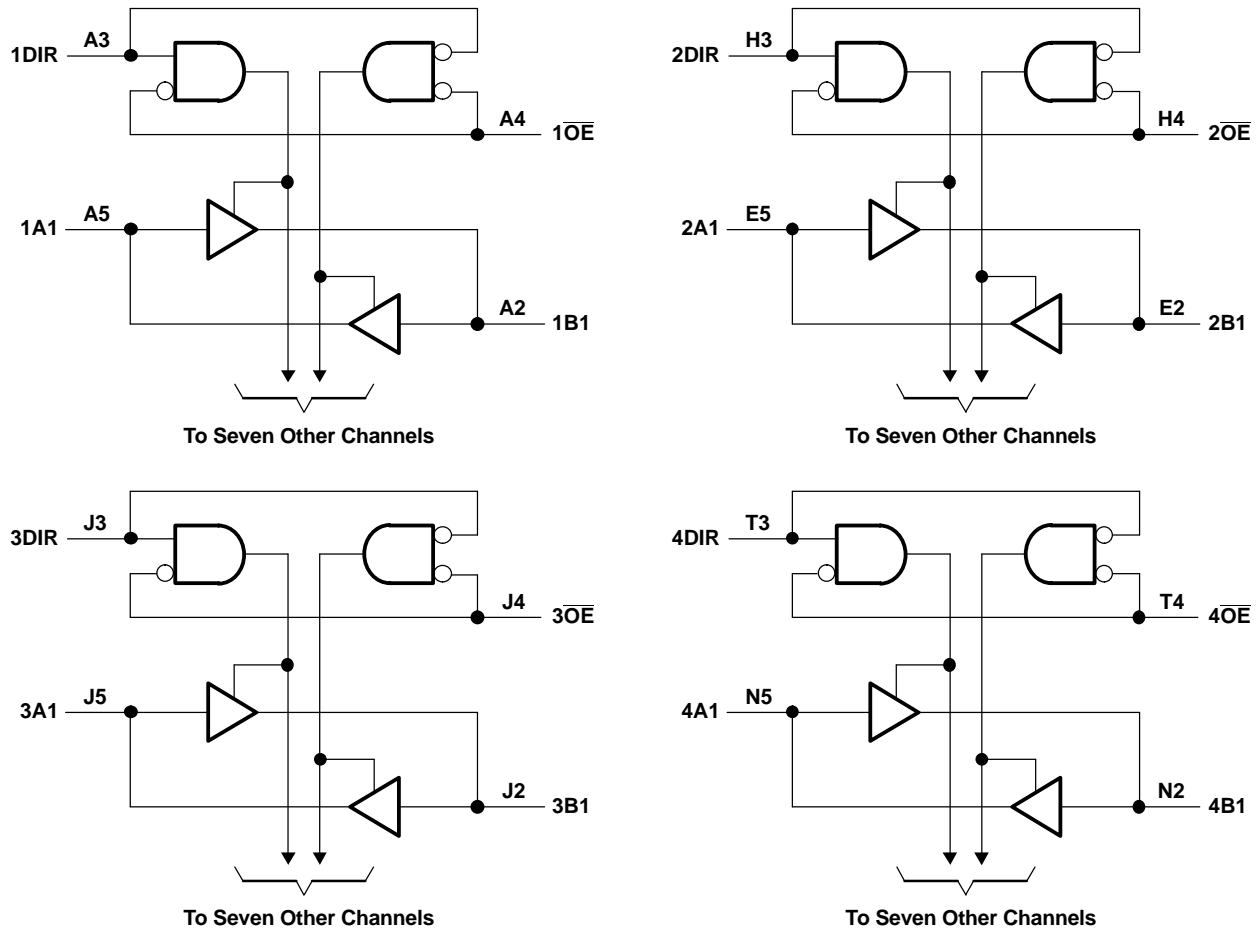 1DIR A3
A4 1OE
1A1 A5
A2 1B1
To Seven Other Channels
2DIR H3
H4 2OE
2A1 E5
E2 2B1
To Seven Other Channels
3DIR J3
J4 3OE
3A1 J5
J2 3B1
To Seven Other Channels
4DIR T3
T4 4OE
4A1 N5
N2 4B1
To Seven Other Channels